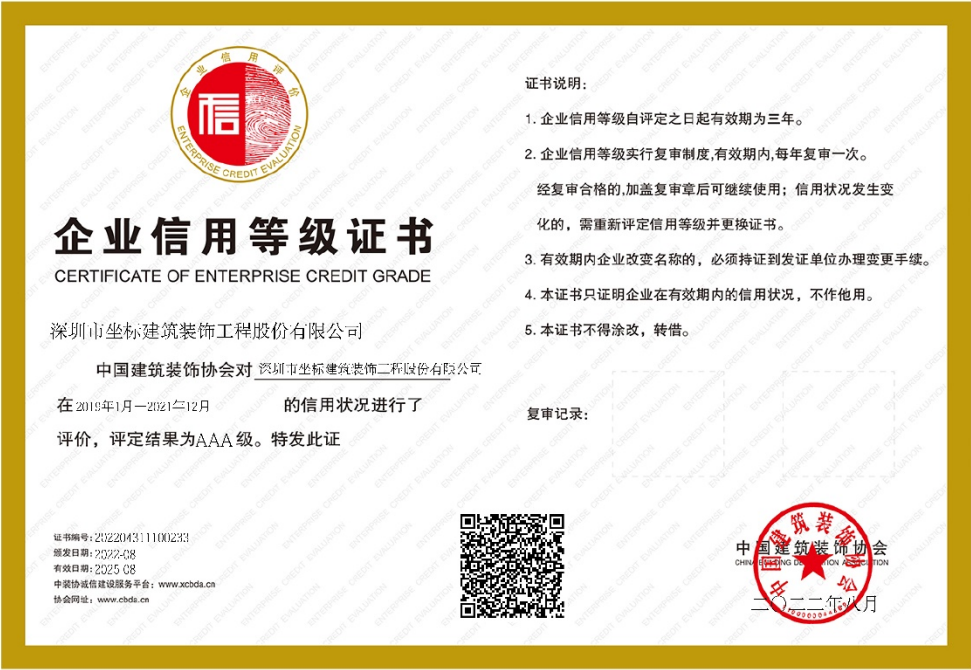 企业信用评价
信
ENTERPRISE CREDIT EVALUATION
企业信用等级证书
CERTIFICATE OF ENTERPRISE CREDIT GRADE
深圳市坐标建筑装饰工程股份有限公司
中国建筑装饰协会对 深圳市坐标建筑装饰工程股份有限公司
在 2019年1月—2021年12月 的信用状况进行了
评价，评定结果为AAA 级。特发此证
证书编号: 202204311100233
颁发日期: 2022-08
有效日期: 2025-08
中装协诚信建设服务平台: www.xcbda.cn
协会网址: www.cbda.cn
证书说明:
1. 企业信用等级自评定之日起有效期为三年。
2. 企业信用等级实行复审制度,有效期内,每年复审一次。
经复审合格的,加盖复审章后可继续使用；信用状况发生变
化的，需重新评定信用等级并更换证书。
3. 有效期内企业改变名称的，必须持证到发证单位办理变更手续。
4. 本证书只证明企业在有效期内的信用状况，不作他用。
5. 本证书不得涂改，转借。
复审记录:
中国建筑装饰协会
CHINA BUILDING DECORATION ASSOCIATION
二〇二二年八月